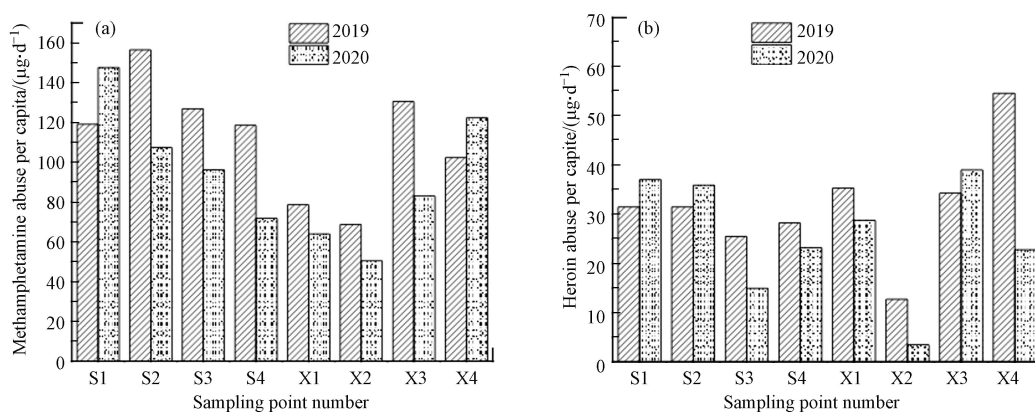 (a)
2019
2020
Methamphetamine abuse per capita/(μg·d⁻¹)
160
140
120
100
80
60
40
20
0
S1 S2 S3 S4 X1 X2 X3 X4
Sampling point number
(b)
2019
2020
Heroin abuse per capite/(μg·d⁻¹)
70
60
50
40
30
20
10
0
S1 S2 S3 S4 X1 X2 X3 X4
Sampling point number